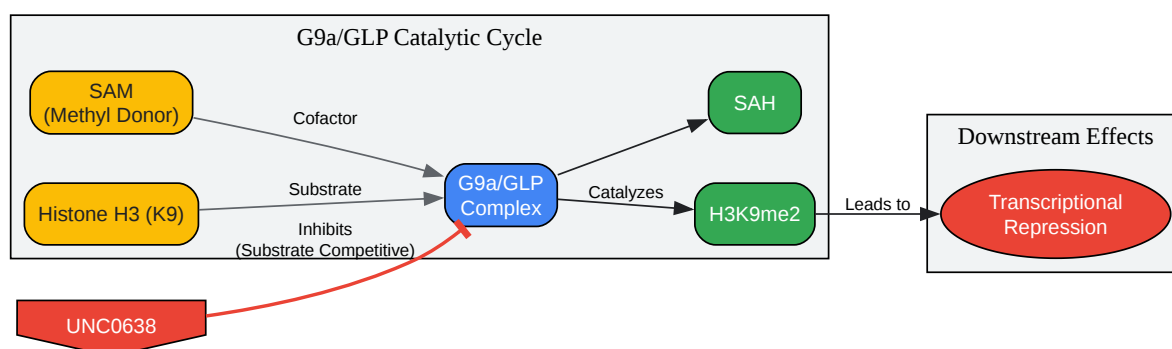 G9a/GLP Catalytic Cycle
SAM
(Methyl Donor)
Cofactor
SAH
Histone H3 (K9)
Substrate
G9a/GLP
Complex
Catalyzes
H3K9me2
Inhibits
(Substrate Competitive)
UNC0638
Leads to
Downstream Effects
Transcriptional
Repression